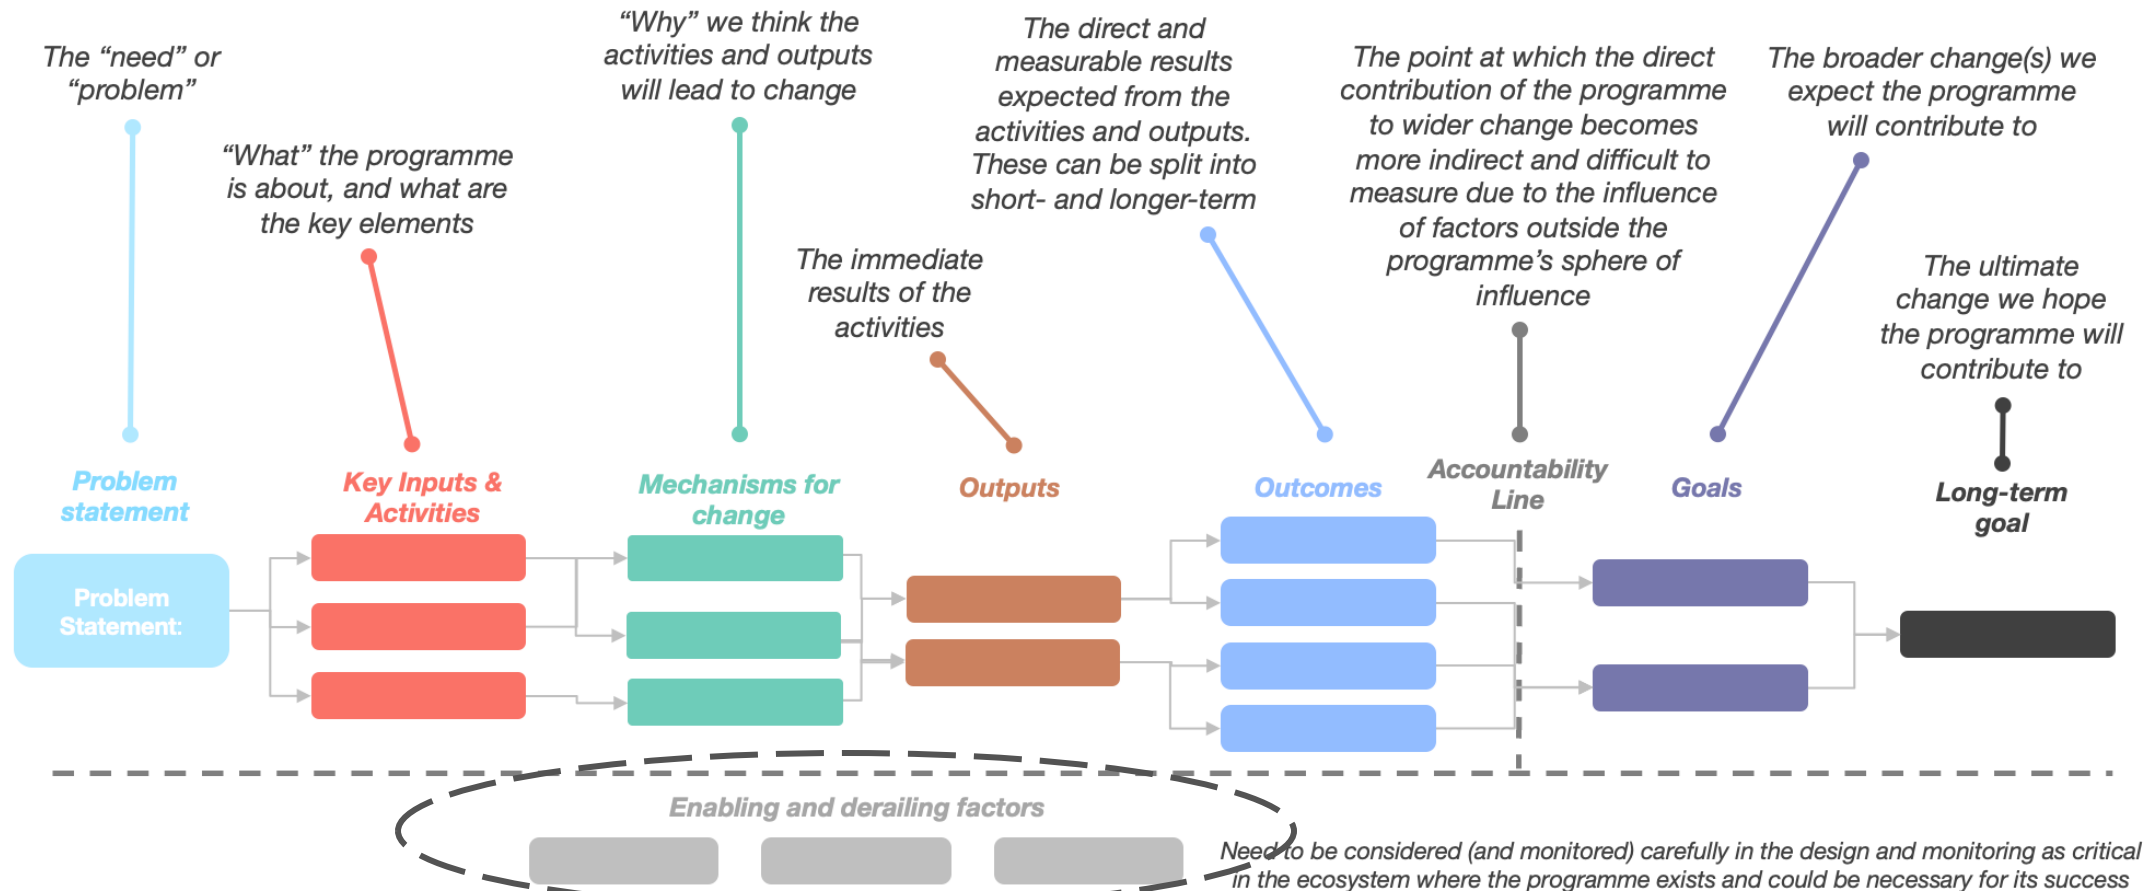 The “need” or
“problem”
“What” the programme
is about, and what are
the key elements
“Why” we think the
activities and outputs
will lead to change
The immediate
results of the
activities
The direct and
measurable results
expected from the
activities and outputs.
These can be split into
short- and longer-term
The point at which the direct
contribution of the programme
to wider change becomes
more indirect and difficult to
measure due to the influence
of factors outside the
programme’s sphere of
influence
The broader change(s) we
expect the programme
will contribute to
The ultimate
change we hope
the programme will
contribute to
Problem
statement
Key Inputs &
Activities
Mechanisms for
change
Outputs
Outcomes
Accountability
Line
Goals
Long-term
goal
Problem
Statement:
Enabling and derailing factors
Need to be considered (and monitored) carefully in the design and monitoring as critical
in the ecosystem where the programme exists and could be necessary for its success